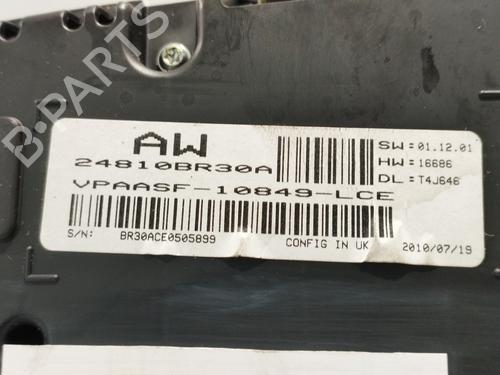 B-PARTS
AW
24810BR30A
VPAASF-10849-LCE
SW: 01.12.01
HW: 16686
DL: T4J646
S/N: BR30ACE0505899
CONFIG IN UK
2010/07/19